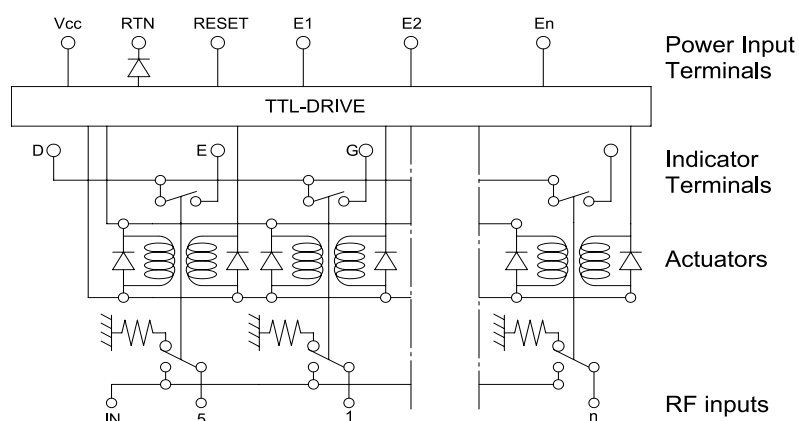 Vcc RTN RESET E1 E2 En
Power Input
Terminals
TTL-DRIVE
D E G
Indicator
Terminals
Actuators
RF inputs
IN 5 1 n